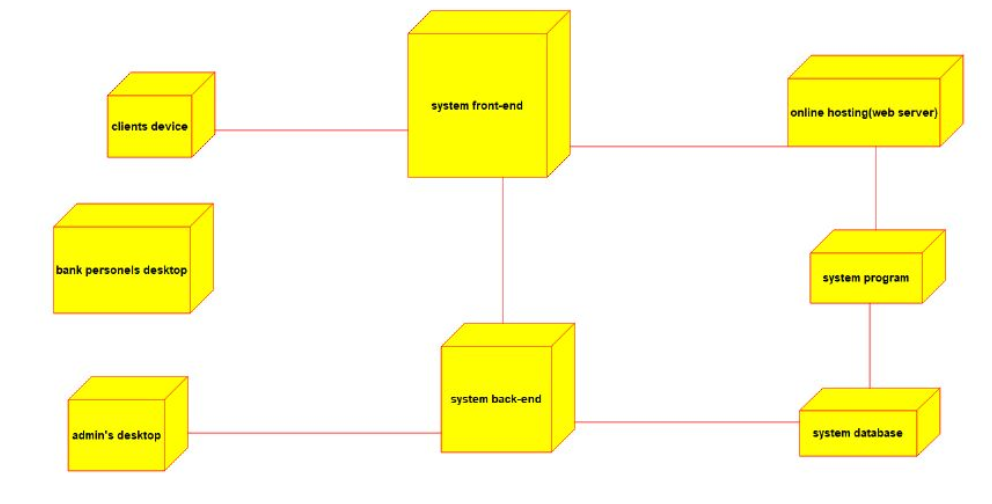 system front-end
online hosting(web server)
clients device
bank personels desktop
system program
system back-end
admin's desktop
system database